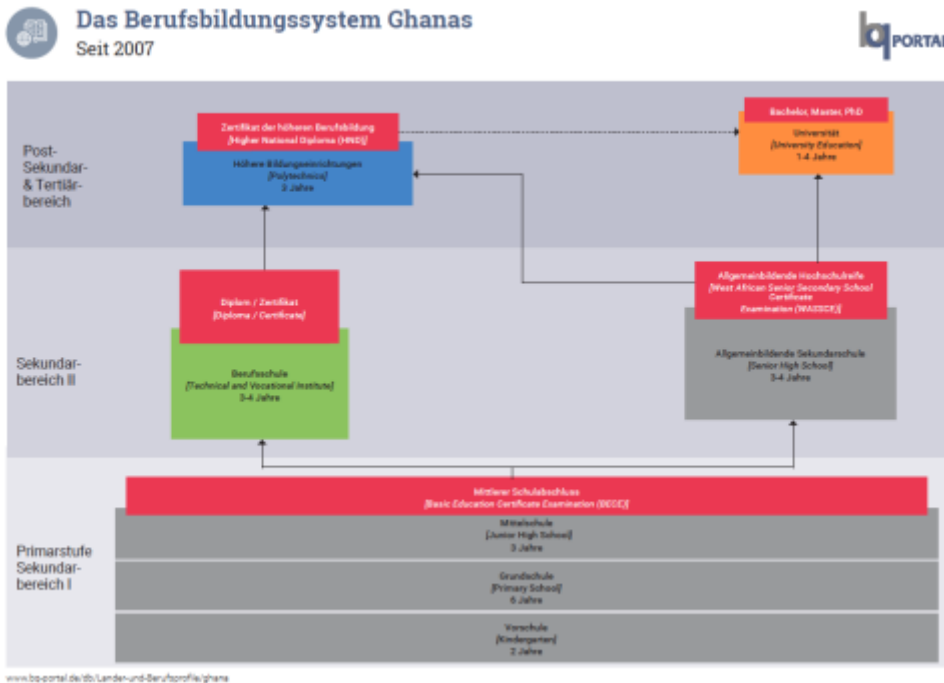 Das Berufsbildungssystem Ghanas
Seit 2007
bq PORTAL
Post-
Sekundar-
& Tertiär-
bereich
Zertifikat der höheren Berufsbildung
[Higher National Diploma (HND)]
Höhere Bildungseinrichtungen
[Polytechnics]
3 Jahre
Bachelor, Master, PhD
Universität
[University Education]
1-4 Jahre
Sekundar-
bereich II
Diplom / Zertifikat
[Diploma / Certificate]
Berufsschule
[Technical and Vocational Institute]
3-4 Jahre
Allgemeinbildende Hochschulreife
[West African Senior Secondary School
Certificate
Examination (WASSCE)]
Allgemeinbildende Sekundarschule
[Senior High School]
3-4 Jahre
Primarstufe
Sekundar-
bereich I
Mittlerer Schulabschluss
[Basic Education Certificate Examination (BECE)]
Mittelschule
[Junior High School]
3 Jahre
Grundschule
[Primary School]
6 Jahre
Vorschule
[Kindergarten]
2 Jahre
www.bq-portal.de/db/Lander-und-Berufsprofile/ghana